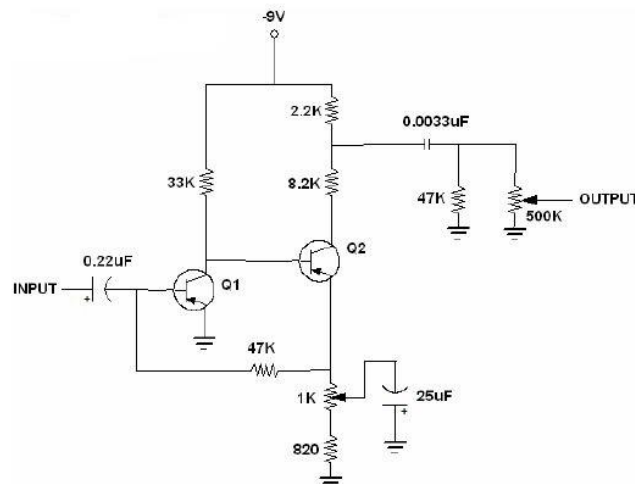 -9V
2.2K
0.0033uF
33K
8.2K
47K
500K
OUTPUT
Q2
0.22uF
INPUT
+
Q1
47K
1K
25uF
+
820